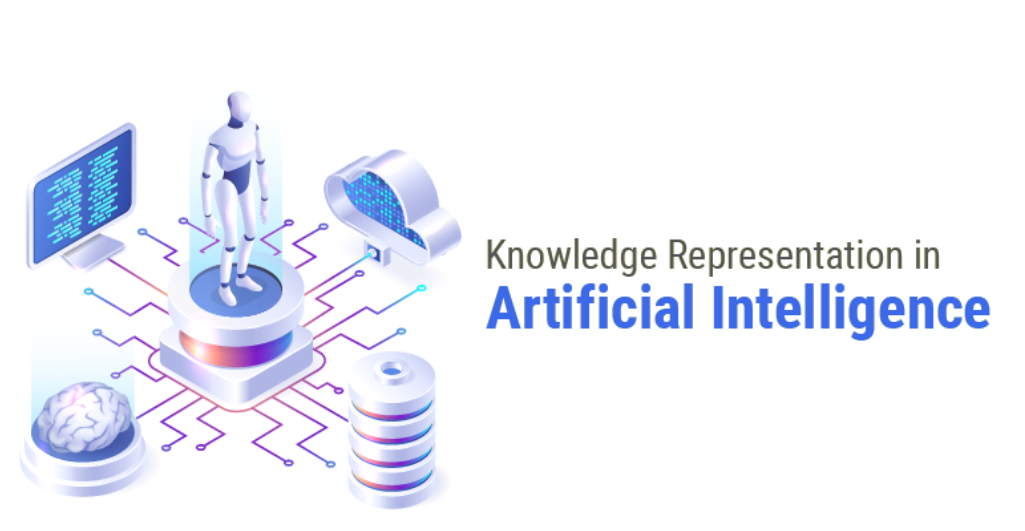 Knowledge Representation in
Artificial Intelligence